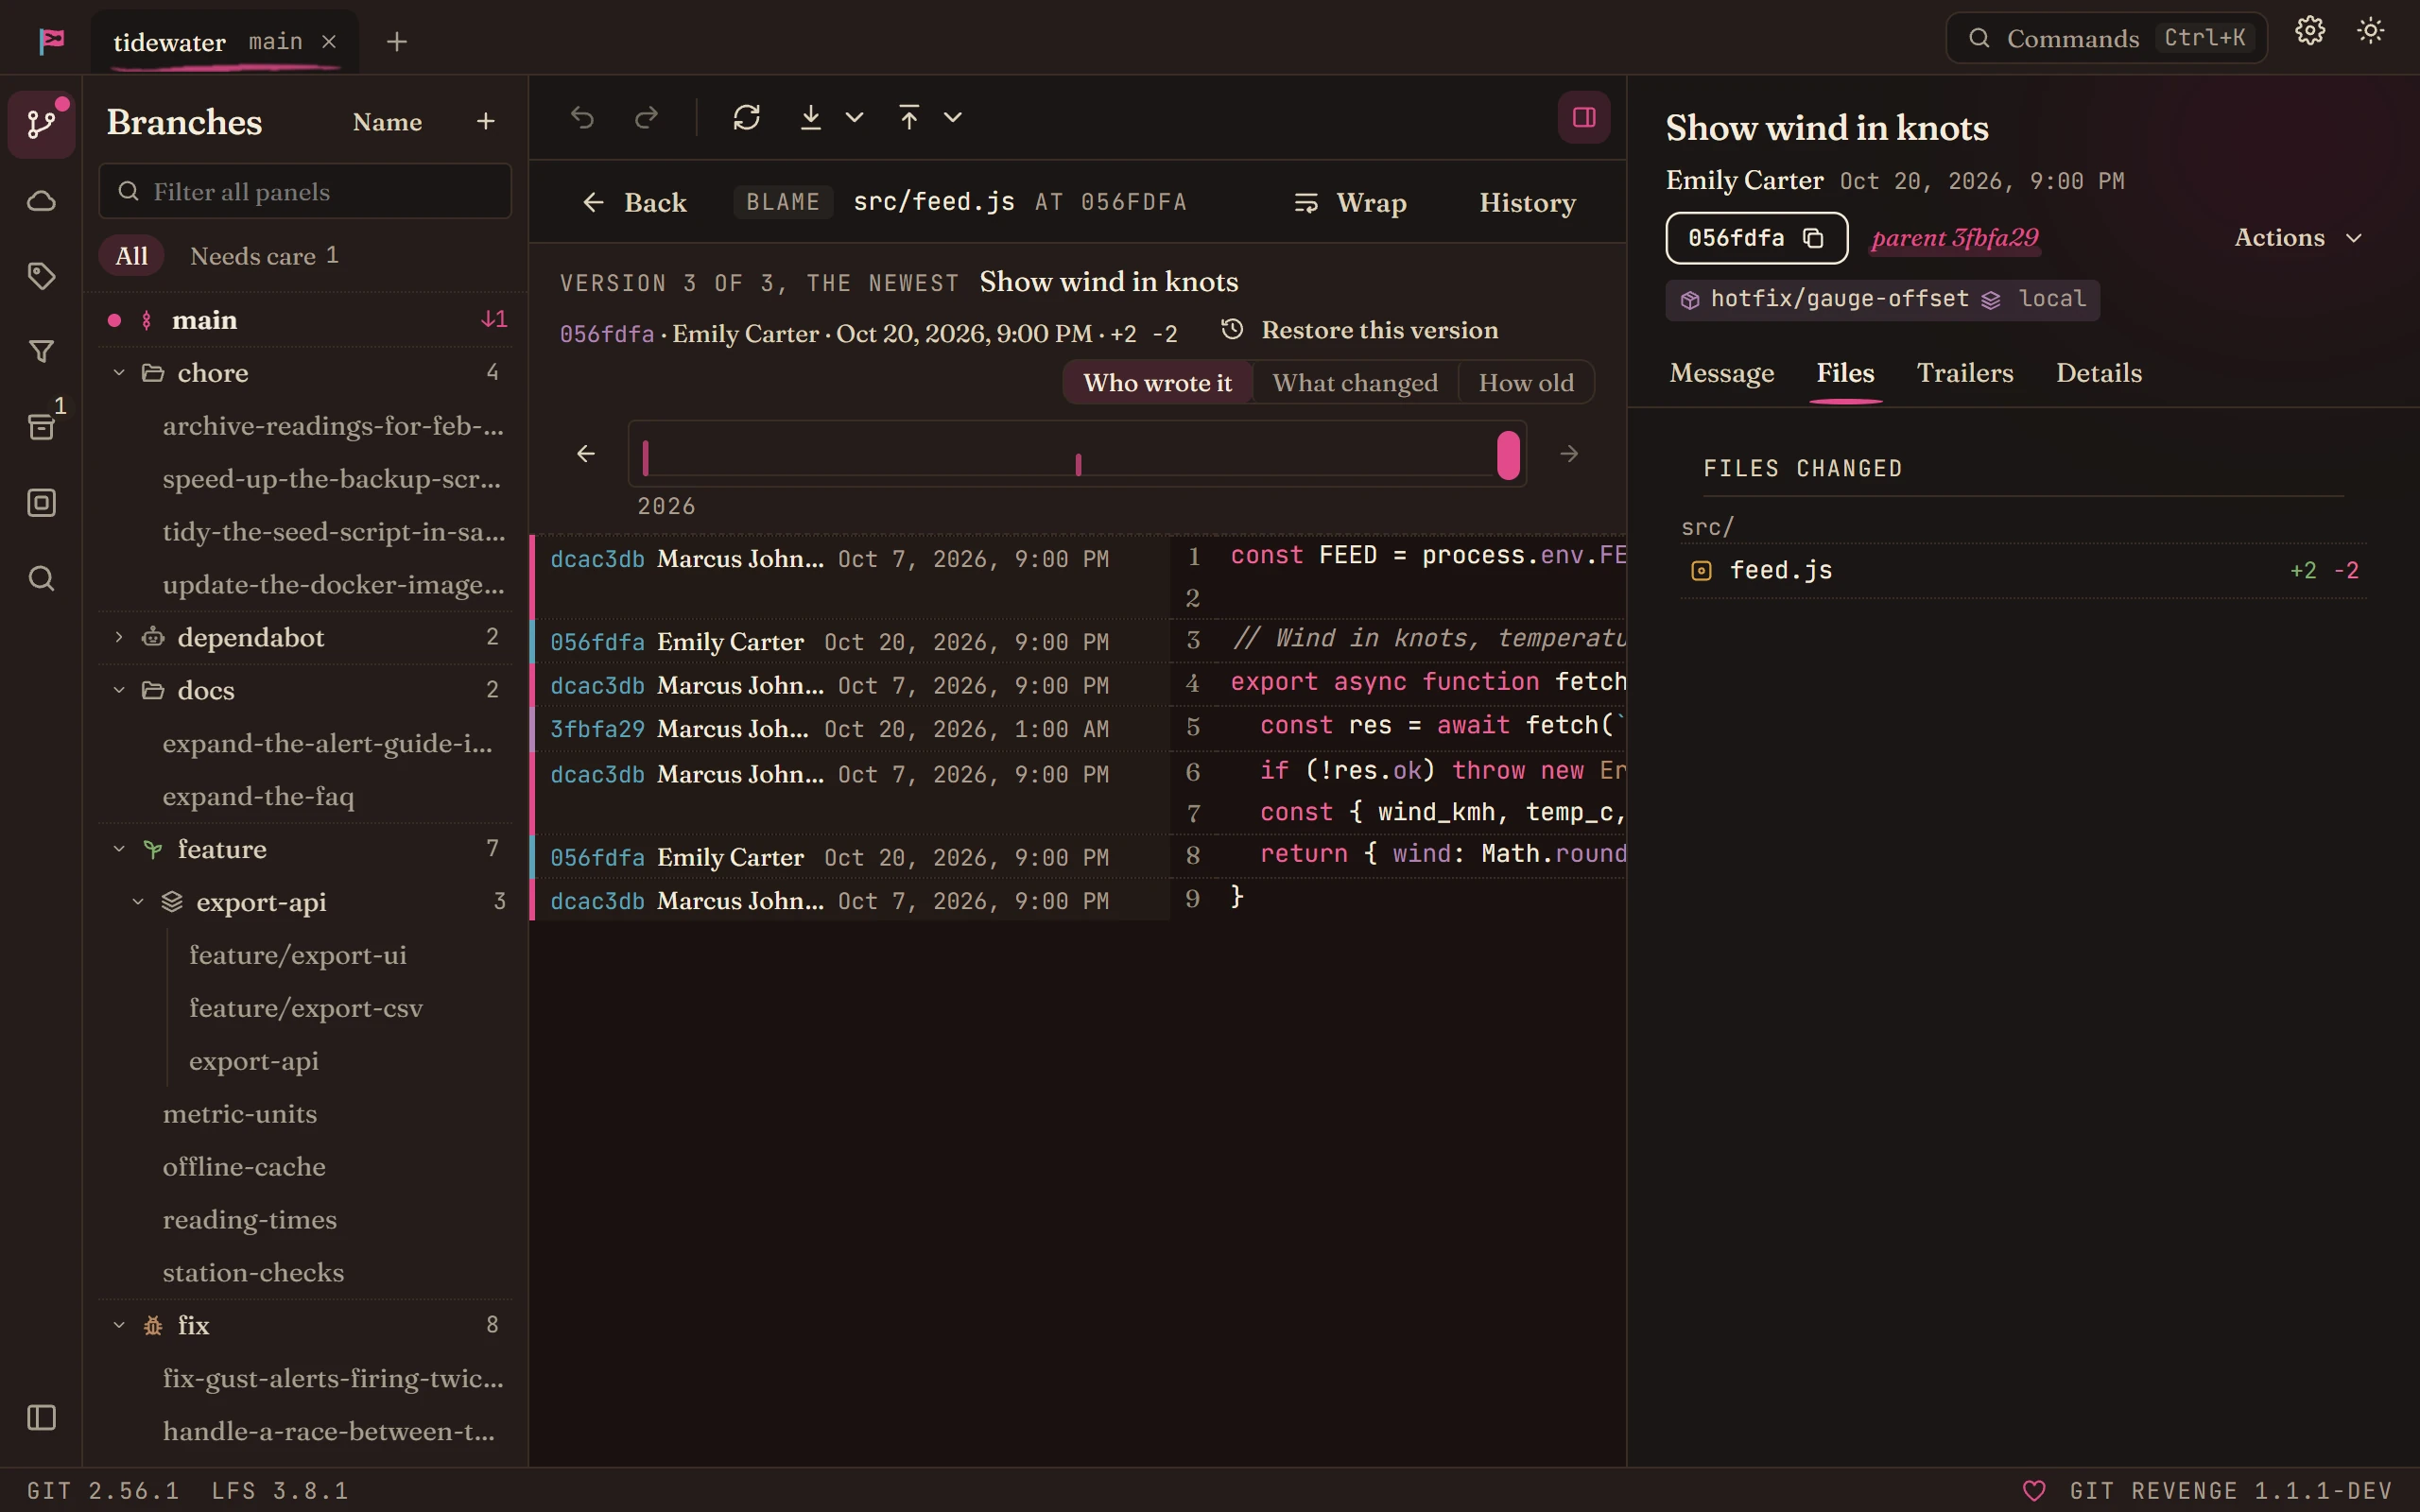 tidewater main
Commands Ctrl+K
Branches Name
Filter all panels
All Needs care 1
main ↓1
chore 4
archive-readings-for-feb-...
speed-up-the-backup-scr...
tidy-the-seed-script-in-sa...
update-the-docker-image...
dependabot 2
docs 2
expand-the-alert-guide-i...
expand-the-faq
feature 7
export-api 3
feature/export-ui
feature/export-csv
export-api
metric-units
offline-cache
reading-times
station-checks
fix 8
fix-gust-alerts-firing-twic...
handle-a-race-between-t...
1
Back BLAME src/feed.js AT 056FDFA Wrap History
VERSION 3 OF 3, THE NEWEST Show wind in knots
056fdfa · Emily Carter · Oct 20, 2026, 9:00 PM · +2 -2 Restore this version
Who wrote it What changed How old
2026
dcac3db Marcus John... Oct 7, 2026, 9:00 PM 1 const FEED = process.env.FE
2
056fdfa Emily Carter Oct 20, 2026, 9:00 PM 3 // Wind in knots, temperatu
dcac3db Marcus John... Oct 7, 2026, 9:00 PM 4 export async function fetch
3fbfa29 Marcus Joh... Oct 20, 2026, 1:00 AM 5 const res = await fetch(`
dcac3db Marcus John... Oct 7, 2026, 9:00 PM 6 if (!res.ok) throw new Er
7 const { wind_kmh, temp_c,
056fdfa Emily Carter Oct 20, 2026, 9:00 PM 8 return { wind: Math.round
dcac3db Marcus John... Oct 7, 2026, 9:00 PM 9 }
Show wind in knots
Emily Carter Oct 20, 2026, 9:00 PM
056fdfa parent 3fbfa29 Actions
hotfix/gauge-offset local
Message Files Trailers Details
FILES CHANGED
src/
feed.js +2 -2
GIT 2.56.1 LFS 3.8.1
GIT REVENGE 1.1.1-DEV